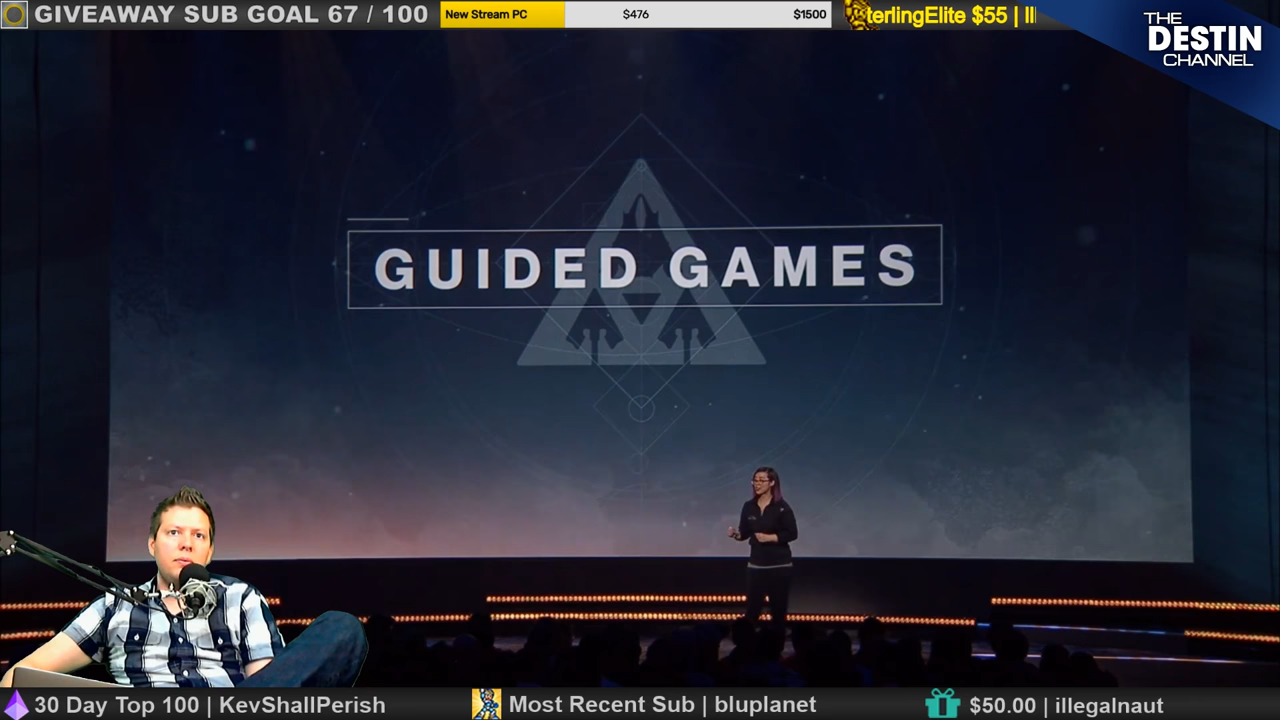 GIVEAWAY SUB GOAL 67 / 100
New Stream PC
$476
$1500
terlingElite $55 |
THE
DESTIN
CHANNEL
GUIDED GAMES
30 Day Top 100 | KevShallPerish
Most Recent Sub | bluplanet
$50.00 | illegalnaut